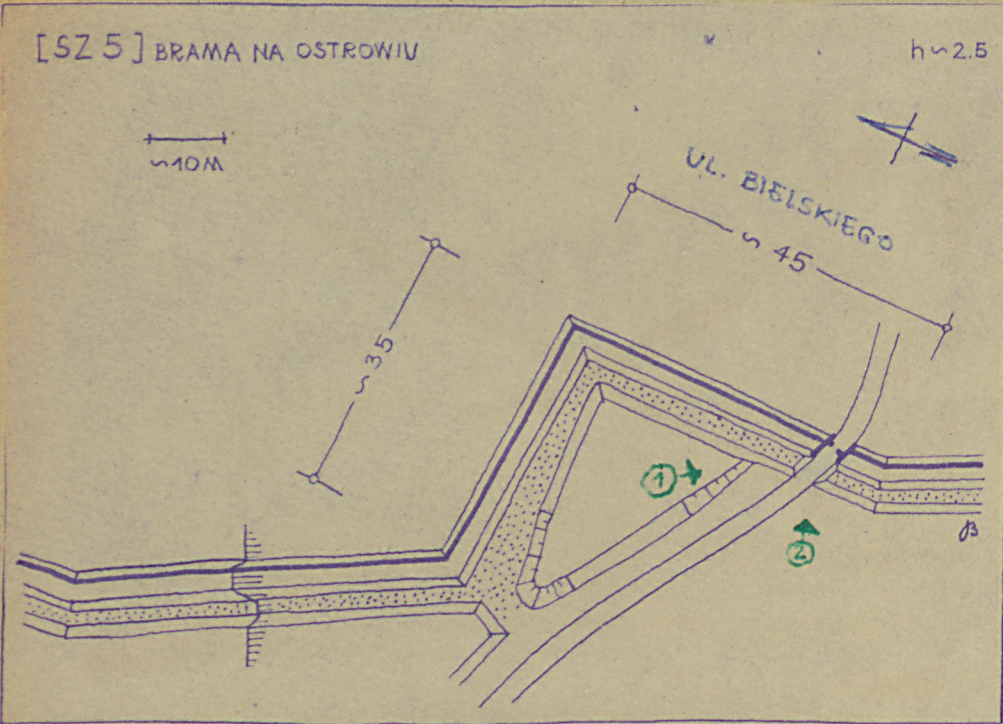 [SZ 5] BRAMA NA OSTROWIU
h~2.5
~10M
UL. BIELSKIEGO
~ 45
~35
1
2